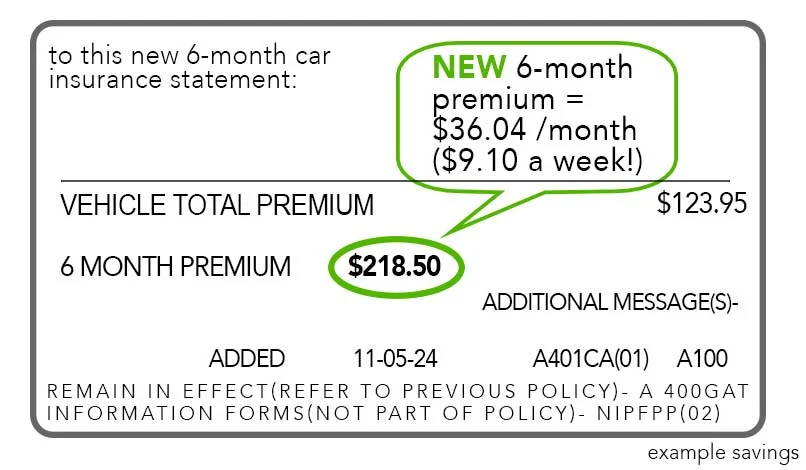 to this new 6-month car
insurance statement:
NEW 6-month
premium =
$36.04 /month
($9.10 a week!)
VEHICLE TOTAL PREMIUM $123.95
6 MONTH PREMIUM $218.50
ADDITIONAL MESSAGE(S)-
ADDED 11-05-24 A401CA(01) A100
REMAIN IN EFFECT(REFER TO PREVIOUS POLICY)- A 400GAT
INFORMATION FORMS(NOT PART OF POLICY)- NIPFPP(02)
example savings